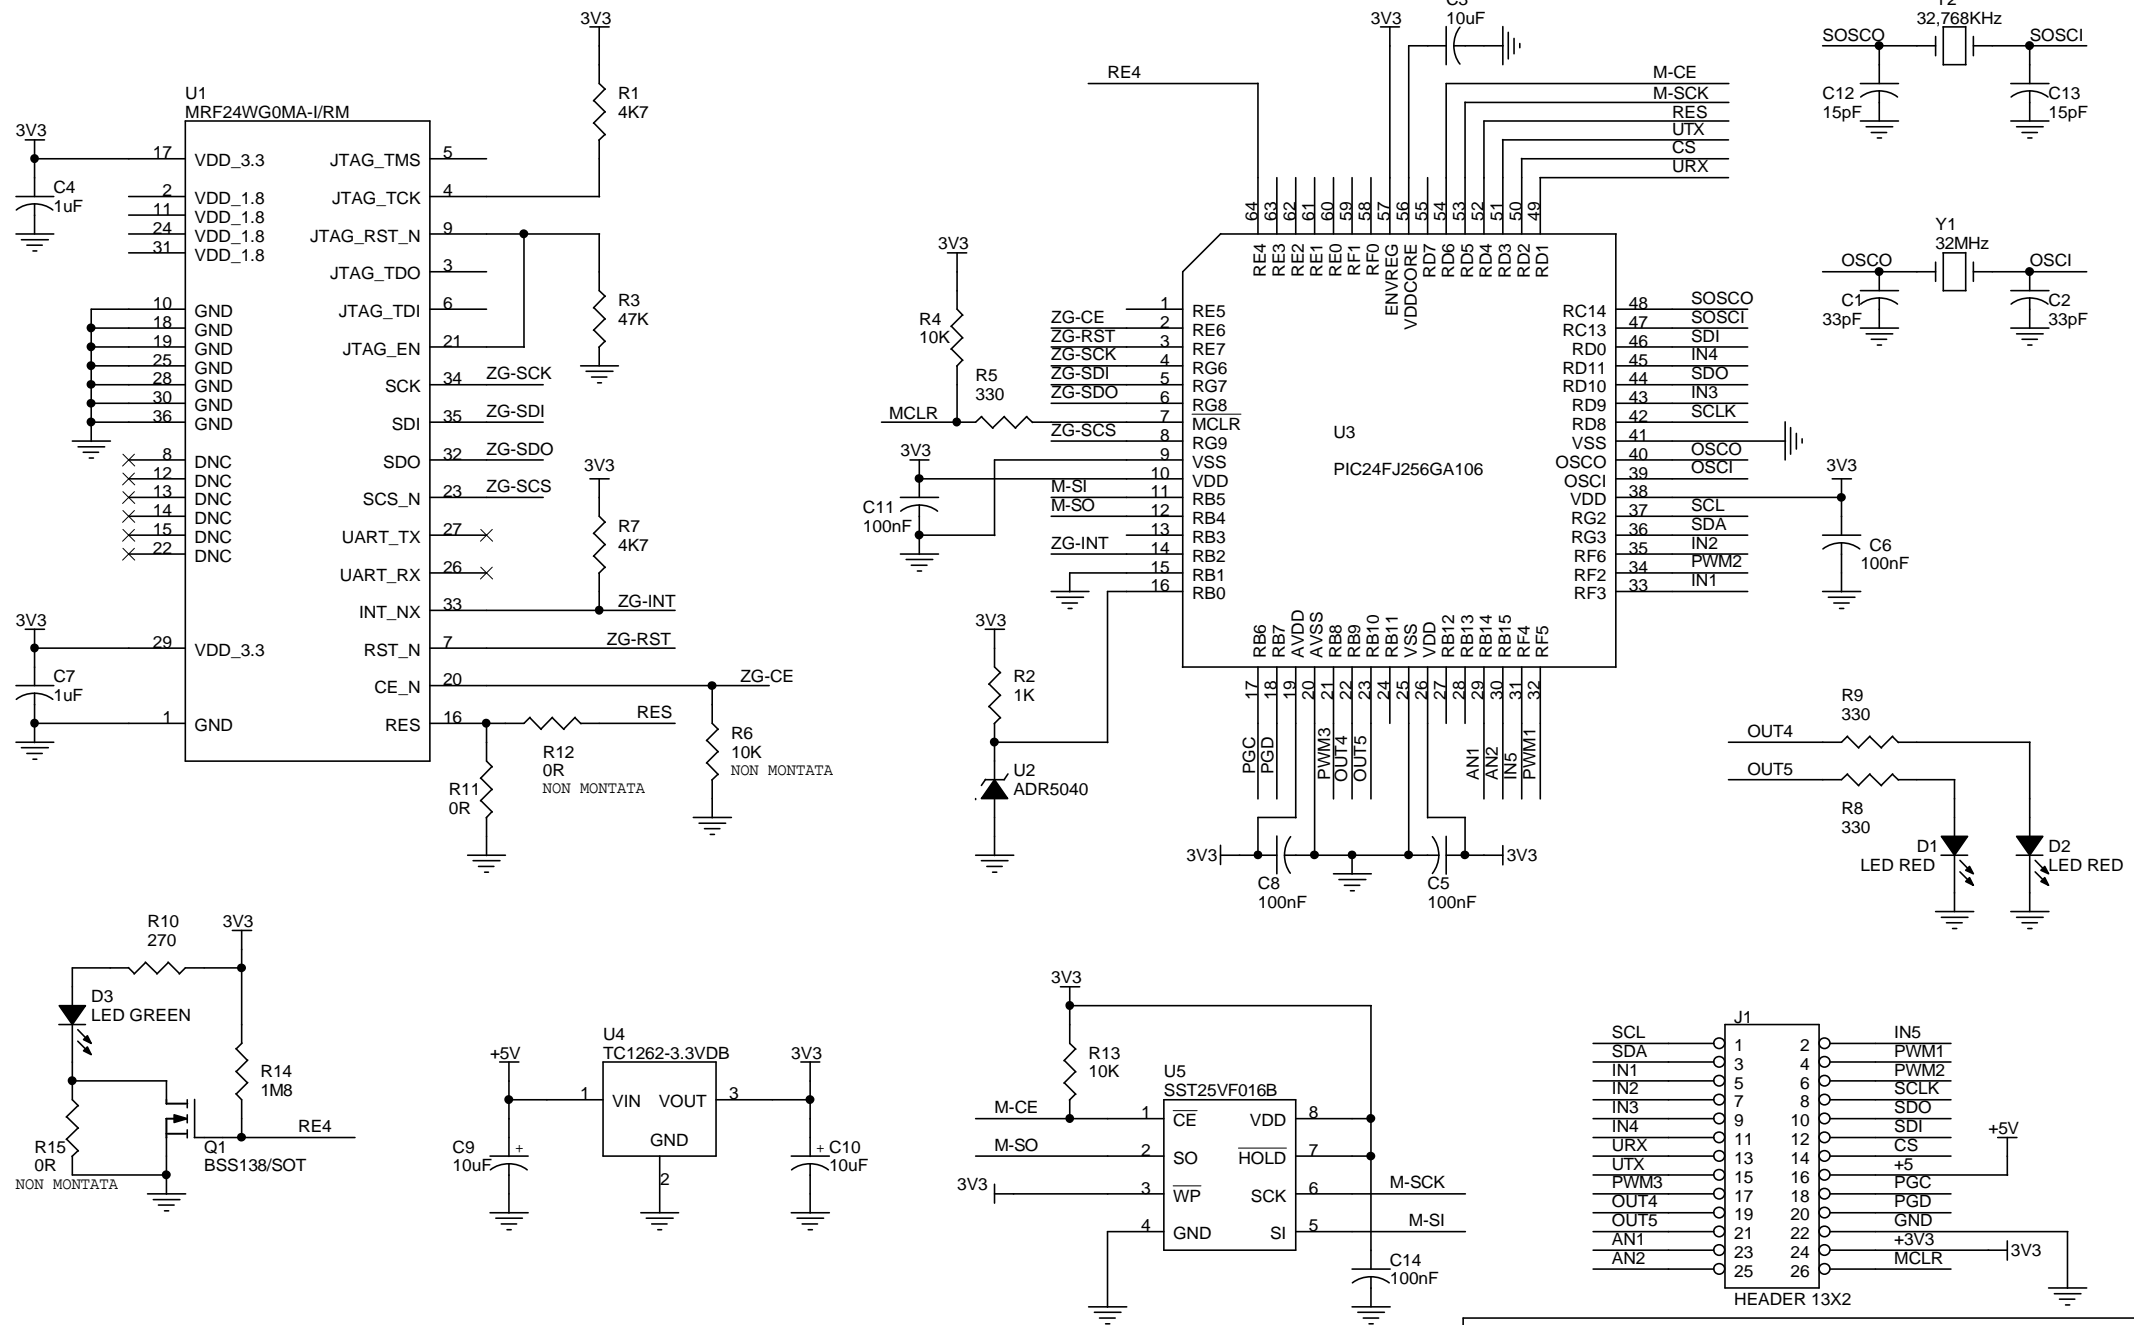 U1
MRF24WG0MA-I/RM
3V3
17 VDD_3.3
2 VDD_1.8
11 VDD_1.8
24 VDD_1.8
31 VDD_1.8
10 GND
18 GND
19 GND
25 GND
28 GND
30 GND
36 GND
8 DNC
12 DNC
13 DNC
14 DNC
15 DNC
22 DNC
3V3
29 VDD_3.3
1 GND
C4
1uF
C7
1uF
JTAG_TMS 5
JTAG_TCK 4
JTAG_RST_N 9
JTAG_TDO 3
JTAG_TDI 6
JTAG_EN 21
SCK 34 ZG-SCK
SDI 35 ZG-SDI
SDO 32 ZG-SDO
SCS_N 23 ZG-SCS
UART_TX 27
UART_RX 26
INT_NX 33 ZG-INT
RST_N 7 ZG-RST
CE_N 20 ZG-CE
RES 16 RES
3V3
R1
4K7
R3
47K
3V3
R7
4K7
R12
0R
NON MONTATA
R11
0R
R6
10K
NON MONTATA
RE4
3V3
10uF
M-CE
M-SCK
RES
UTX
CS
URX
64 63 62 61 60 59 58 57 56 55 54 53 52 51 50 49
RE4 RE3 RE2 RE1 RE0 RF1 RF0 ENVREG VDDCORE RD7 RD6 RD5 RD4 RD3 RD2 RD1
3V3
R4
10K
R5
330
MCLR
ZG-CE
ZG-RST
ZG-SCK
ZG-SDI
ZG-SDO
ZG-SCS
3V3
C11
100nF
M-SI
M-SO
ZG-INT
1 RE5
2 RE6
3 RE7
4 RG6
5 RG7
6 RG8
7 MCLR
8 RG9
9 VSS
10 VDD
11 RB5
12 RB4
13 RB3
14 RB2
15 RB1
16 RB0
U3
PIC24FJ256GA106
RC14 48 SOSCO
RC13 47 SOSCI
RD0 46 SDI
RD11 45 IN4
RD10 44 SDO
RD9 43 IN3
RD8 42 SCLK
VSS 41
OSCO 40 OSCO
OSCI 39 OSCI
VDD 38
RG2 37 SCL
RG3 36 SDA
RF6 35 IN2
RF2 34 PWM2
RF3 33 IN1
3V3
C6
100nF
RB6 RB7 AVDD AVSS RB8 RB9 RB10 RB11 VSS VDD RB12 RB13 RB14 RB15 RF4 RF5
17 18 19 20 21 22 23 24 25 26 27 28 29 30 31 32
PGC PGD PWM3 OUT4 OUT5 AN1 AN2 IN5 PWM1
3V3
R2
1K
U2
ADR5040
3V3
C8
100nF
C5
100nF
3V3
32,768KHz
SOSCO
SOSCI
C12
15pF
C13
15pF
Y1
32MHz
OSCO
OSCI
C1
33pF
C2
33pF
OUT4
R9
330
OUT5
R8
330
D1
LED RED
D2
LED RED
R10
270
3V3
D3
LED GREEN
R14
1M8
R15
0R
NON MONTATA
Q1
BSS138/SOT
RE4
+5V
U4
TC1262-3.3VDB
3V3
1 VIN VOUT 3
GND
2
C9
10uF
+
+
C10
10uF
3V3
R13
10K
U5
SST25VF016B
M-CE 1 CE VDD 8
M-SO 2 SO HOLD 7
3V3 3 WP SCK 6 M-SCK
4 GND SI 5 M-SI
C14
100nF
J1
SCL 1 2 IN5
SDA 3 4 PWM1
IN1 5 6 PWM2
IN2 7 8 SCLK
IN3 9 10 SDO
IN4 11 12 SDI
URX 13 14 CS
UTX 15 16 +5
PWM3 17 18 PGC
OUT4 19 20 PGD
OUT5 21 22 GND
AN1 23 24 +3V3
AN2 25 26 MCLR
+5V
3V3
HEADER 13X2